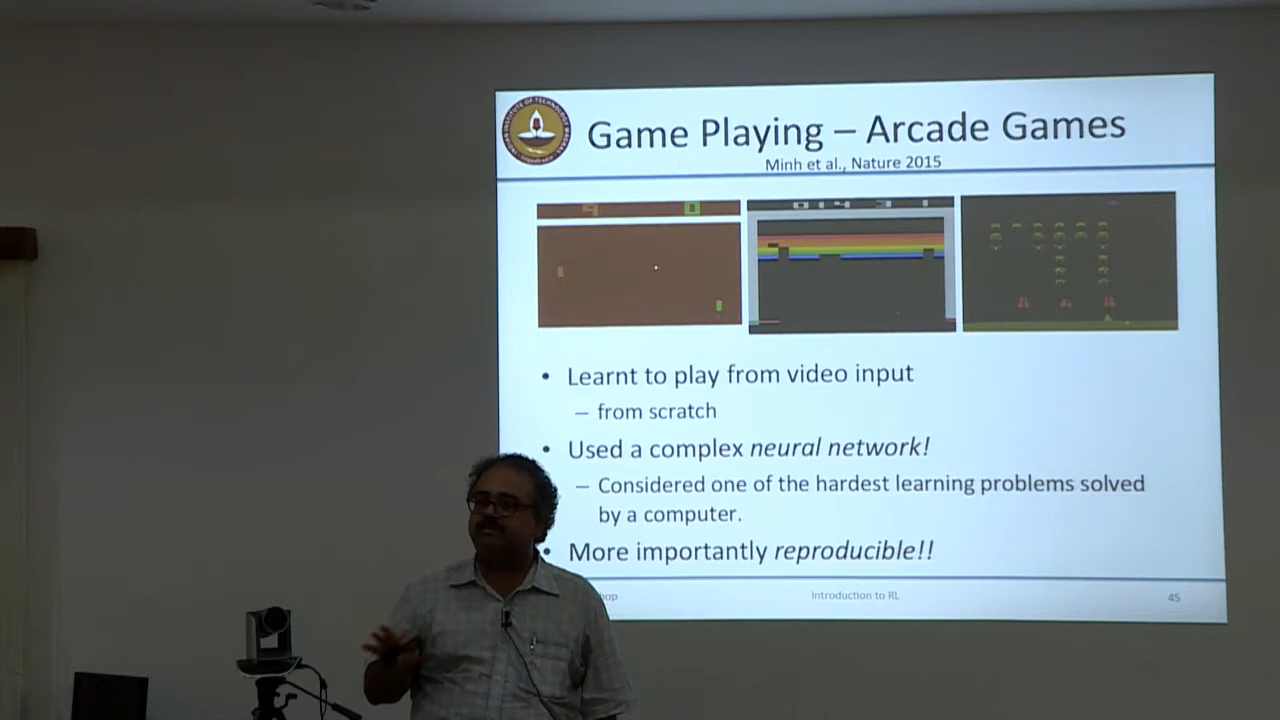 Game Playing – Arcade Games
Minh et al., Nature 2015
• Learnt to play from video input
– from scratch
• Used a complex neural network!
– Considered one of the hardest learning problems solved
by a computer.
• More importantly reproducible!!
Introduction to RL
45